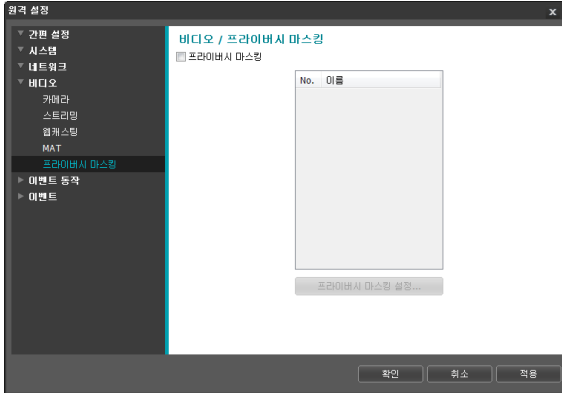 원격 설정 x
간편 설정
시스템
네트워크
비디오
카메라
스트리밍
웹캐스팅
MAT
프라이버시 마스킹
이벤트 동작
이벤트
비디오 / 프라이버시 마스킹
프라이버시 마스킹
No. 이름
프라이버시 마스킹 설정...
확인 취소 적용